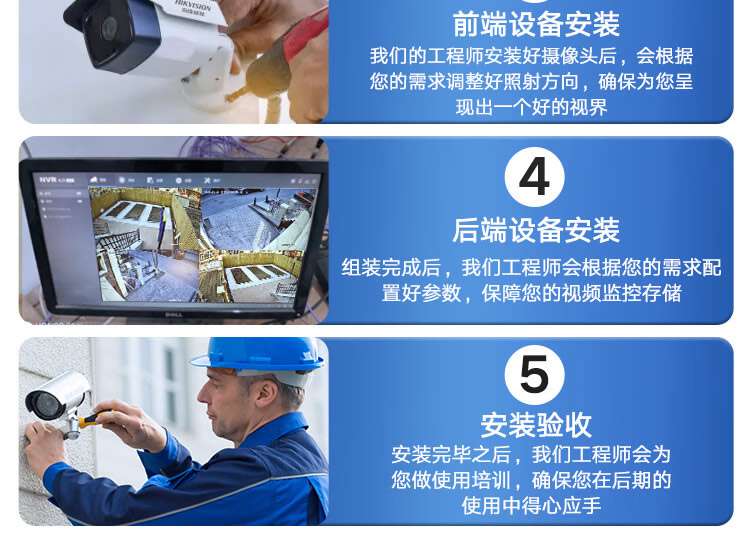 HIKVISION
前端设备安装
我们的工程师安装好摄像头后，会根据
您的需求调整好照射方向，确保为您呈
现出一个好的视界
NVR
DELL
4
后端设备安装
组装完成后，我们工程师会根据您的需求配
置好参数，保障您的视频监控存储
5
安装验收
安装完毕之后，我们工程师会为
您做使用培训，确保您在后期的
使用中得心应手